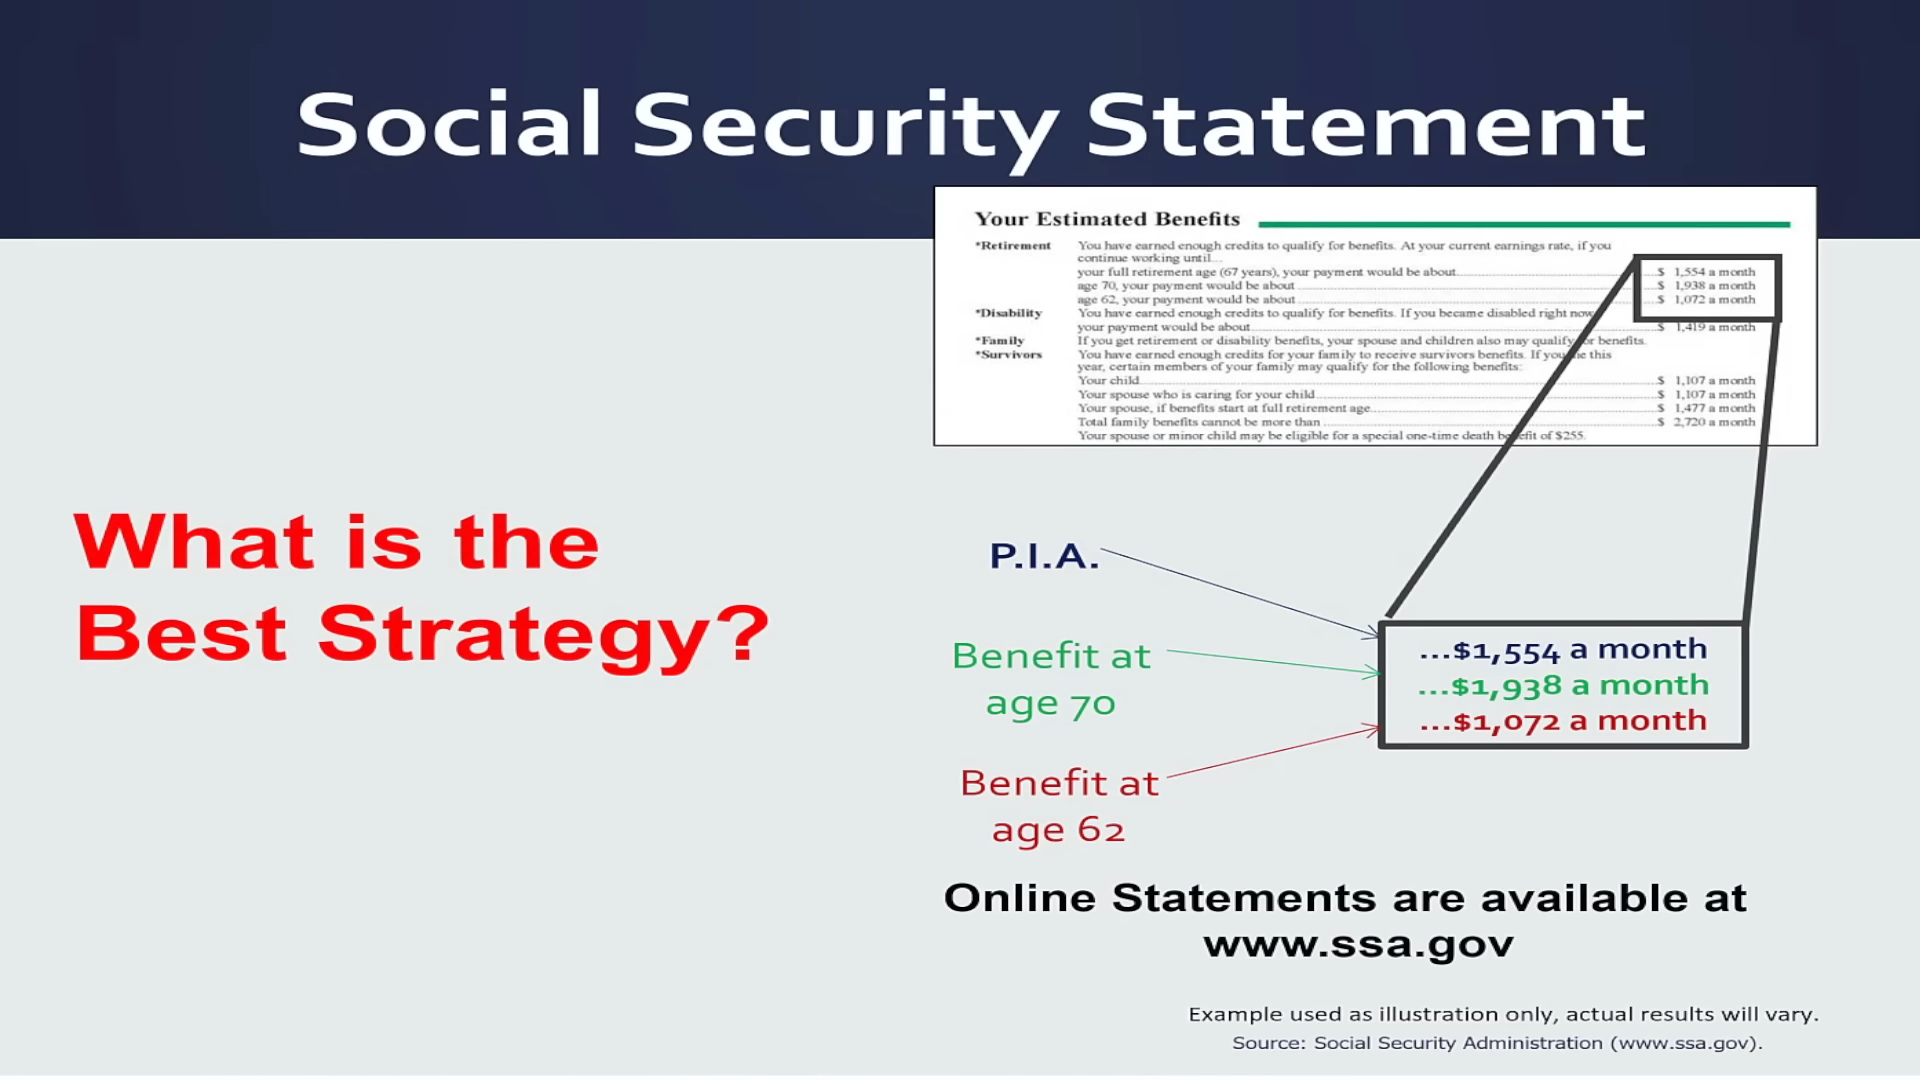 Social Security Statement
Your Estimated Benefits
*Retirement You have earned enough credits to qualify for benefits. At your current earnings rate, if you
continue working until...
your full retirement age (67 years), your payment would be about $ 1,554 a month
age 70, your payment would be about $ 1,938 a month
age 62, your payment would be about $ 1,072 a month
*Disability You have earned enough credits to qualify for benefits. If you became disabled right now
your payment would be about $ 1,419 a month
*Family If you get retirement or disability benefits, your spouse and children also may qualify for benefits.
*Survivors You have earned enough credits for your family to receive survivors benefits. If you this
year, certain members of your family may qualify for the following benefits:
Your child $ 1,107 a month
Your spouse who is caring for your child $ 1,107 a month
Your spouse, if benefits start at full retirement age $ 1,477 a month
Total family benefits cannot be more than $ 2,720 a month
Your spouse or minor child may be eligible for a special one-time death benefit of $255.
What is the
Best Strategy?
P.I.A.
Benefit at
age 70
Benefit at
age 62
...$1,554 a month
...$1,938 a month
...$1,072 a month
Online Statements are available at
www.ssa.gov
Example used as illustration only, actual results will vary.
Source: Social Security Administration (www.ssa.gov).